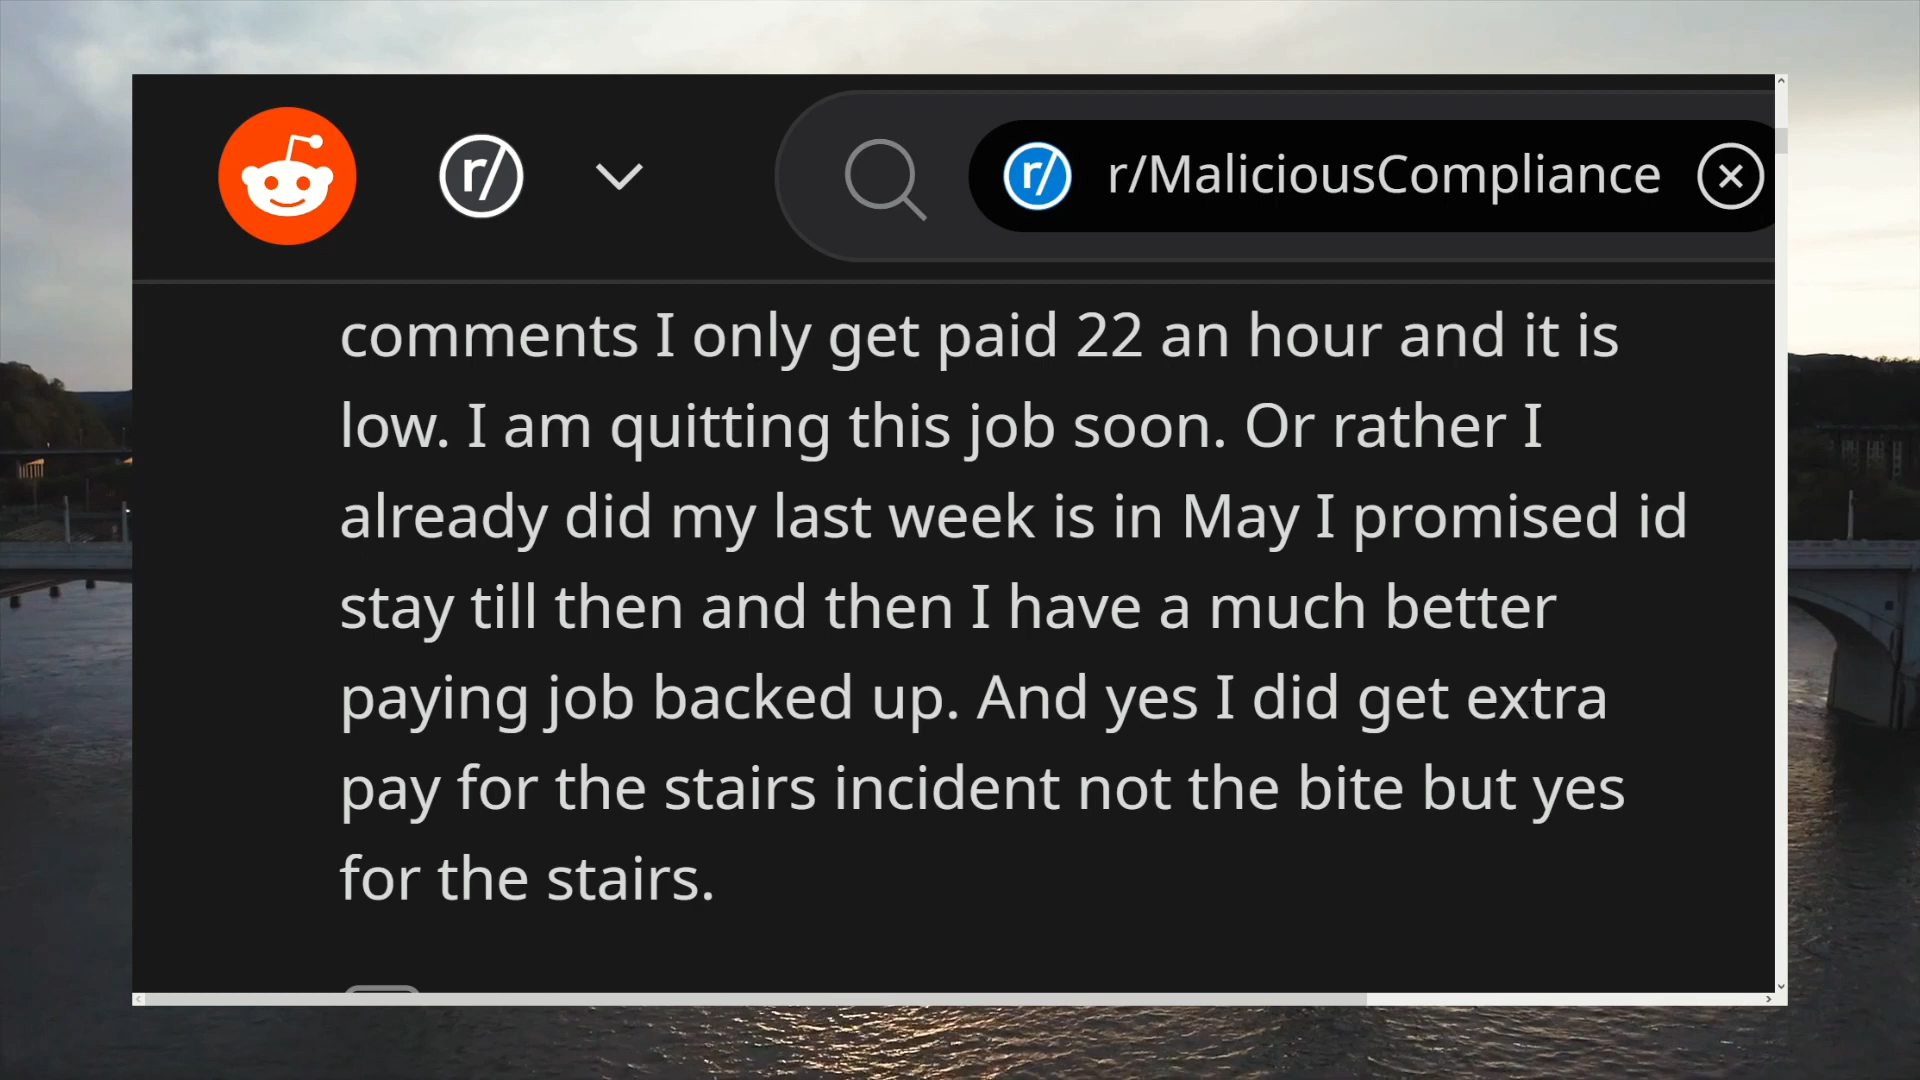 r/
r/ r/MaliciousCompliance
comments I only get paid 22 an hour and it is
low. I am quitting this job soon. Or rather I
already did my last week is in May I promised id
stay till then and then I have a much better
paying job backed up. And yes I did get extra
pay for the stairs incident not the bite but yes
for the stairs.